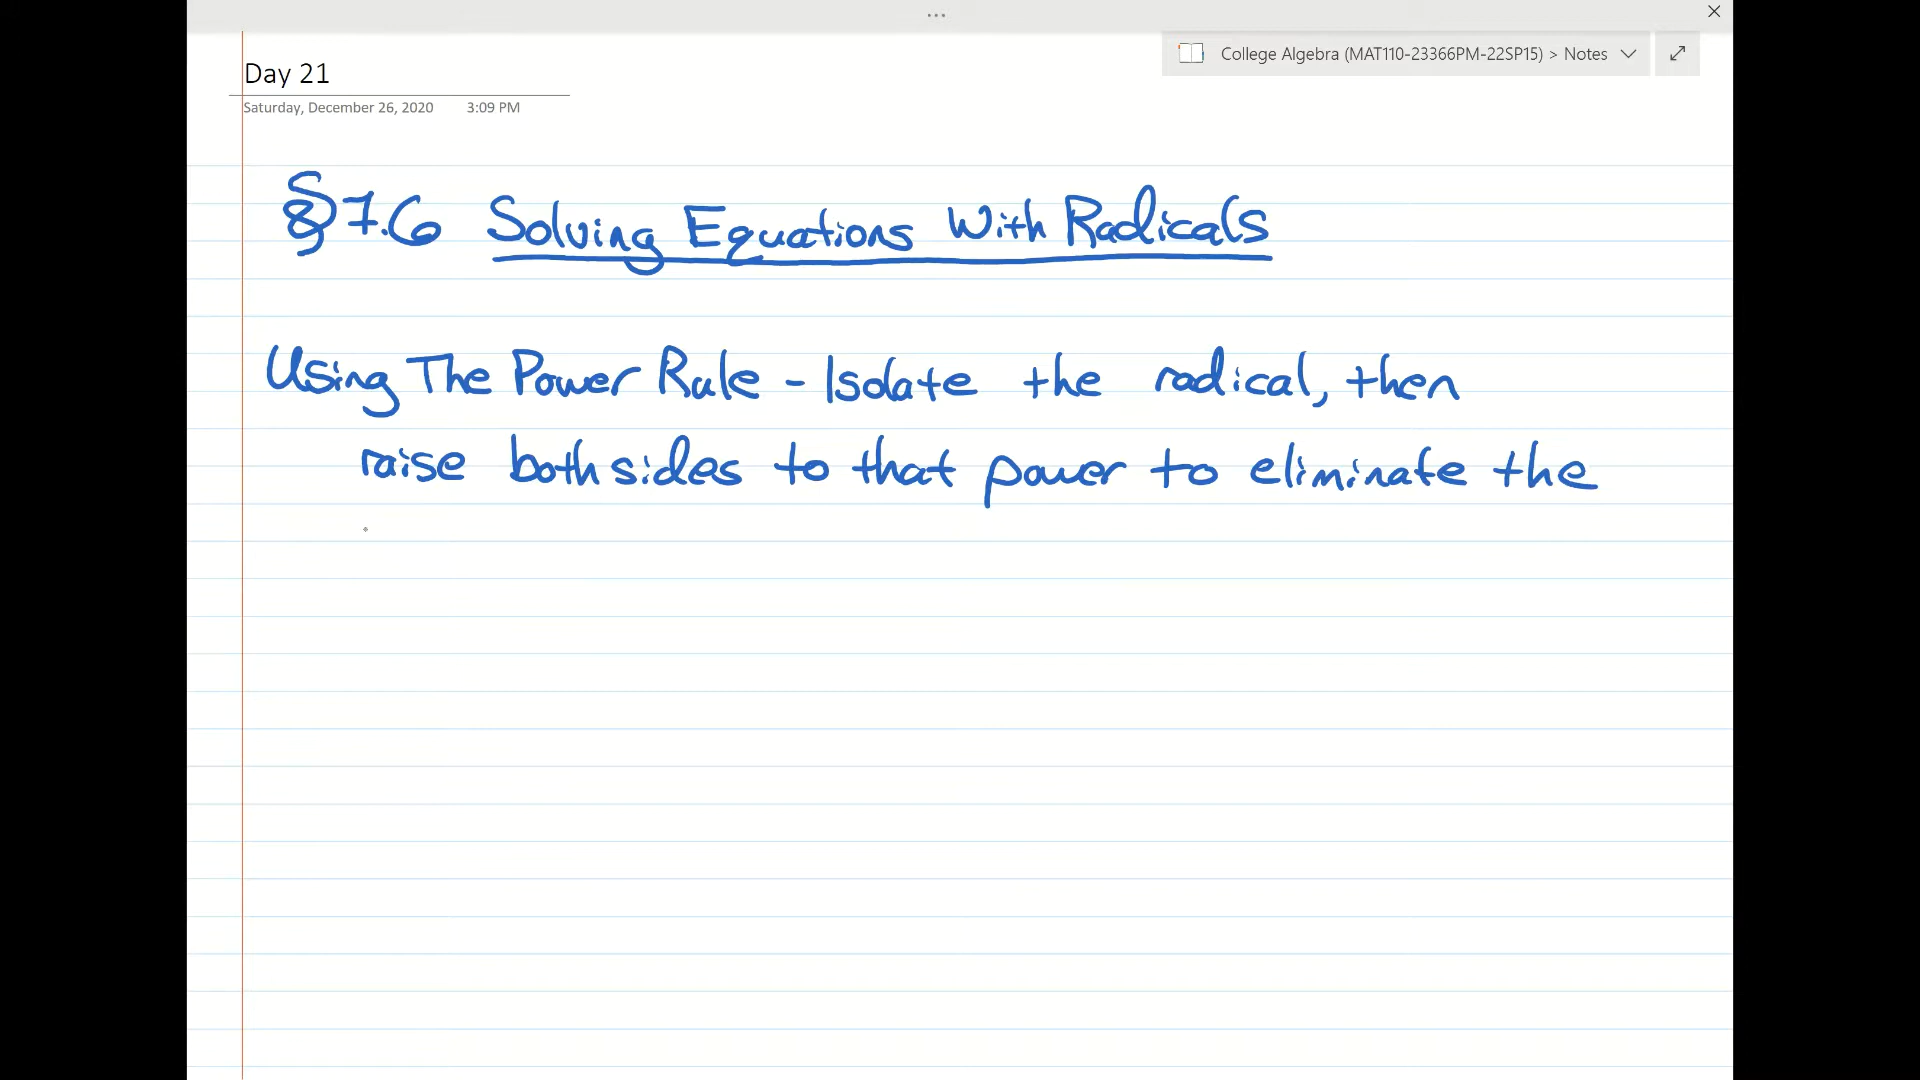 College Algebra (MAT110-23366PM-22SP15) > Notes
Day 21
Saturday, December 26, 2020 3:09 PM
§7.6 Solving Equations With Radicals
Using The Power Rule - Isolate the radical, then
raise both sides to that power to eliminate the